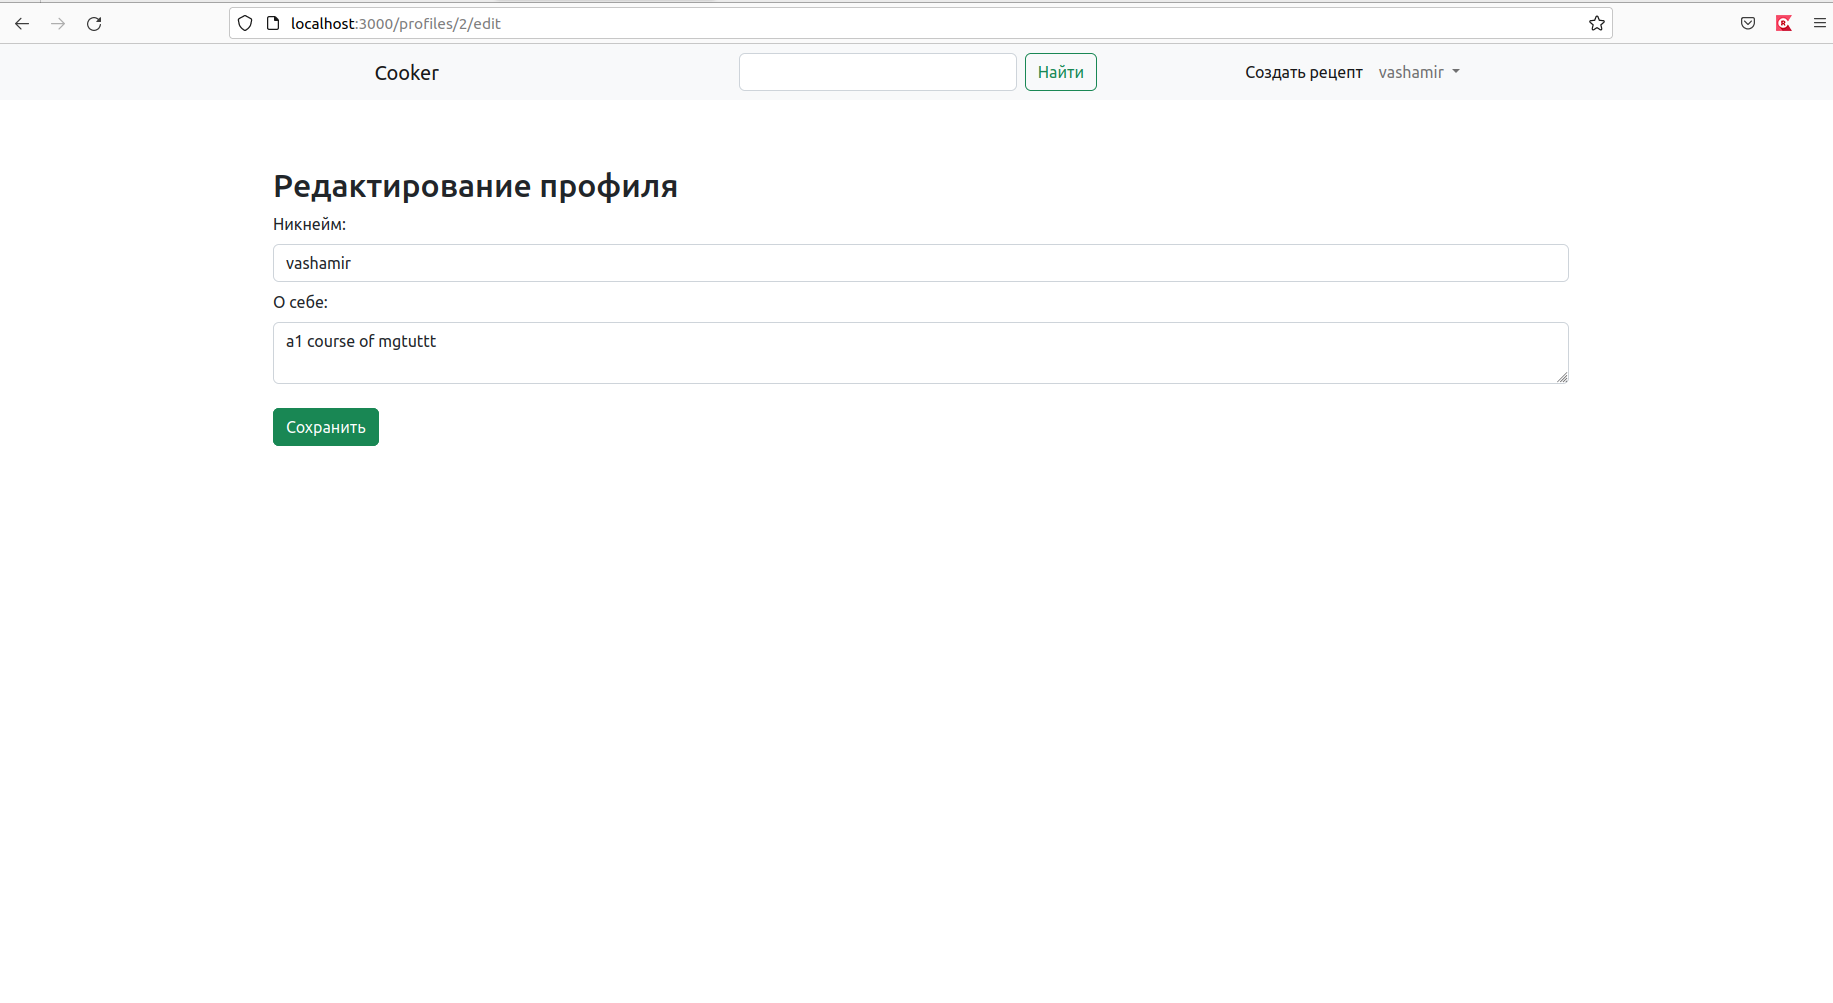 localhost:3000/profiles/2/edit
Cooker
Найти
Создать рецепт
vashamir
Редактирование профиля
Никнейм:
vashamir
О себе:
a1 course of mgtuttt
Сохранить